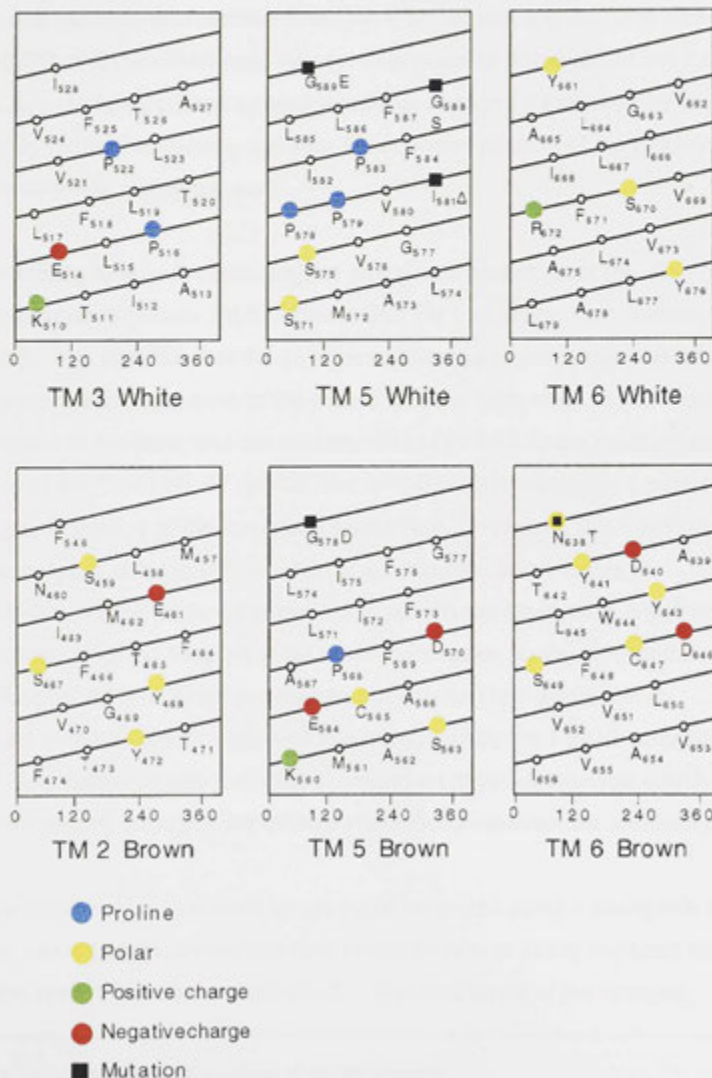 I528
V524 F525 T526 A527
V521 P522 L523
L517 F518 L519 T520
E514 L515 P516
K510 T511 I512 A513
0 120 240 360
TM 3 White
G589E
L585 L586 F587 G588
S
I552 P583 F584
P578 P579 V580 I581Δ
S575 V576 G577
S571 M572 A573 L574
0 120 240 360
TM 5 White
Y661
A665 L664 G663 V662
I668 L667 I666
R672 F671 S670 V669
A675 L674 V673
L679 A678 L677 Y676
0 120 240 360
TM 6 White
F546
N460 S459 L458 M457
I463 M462 E461
S467 F466 T463 F464
V470 G469 Y468
F474 T473 Y472 T471
0 120 240 360
TM 2 Brown
G578D
L574 I575 F576 G577
L571 I572 F573
A567 P566 F569 D570
E564 C565 A566
K560 M561 A562 S563
0 120 240 360
TM 5 Brown
N638T
T642 Y641 D640 A639
L645 W644 Y643
S649 F648 C647 D646
V652 V651 L650
I656 V655 A654 V653
0 120 240 360
TM 6 Brown
Proline
Polar
Positive charge
Negativecharge
Mutation